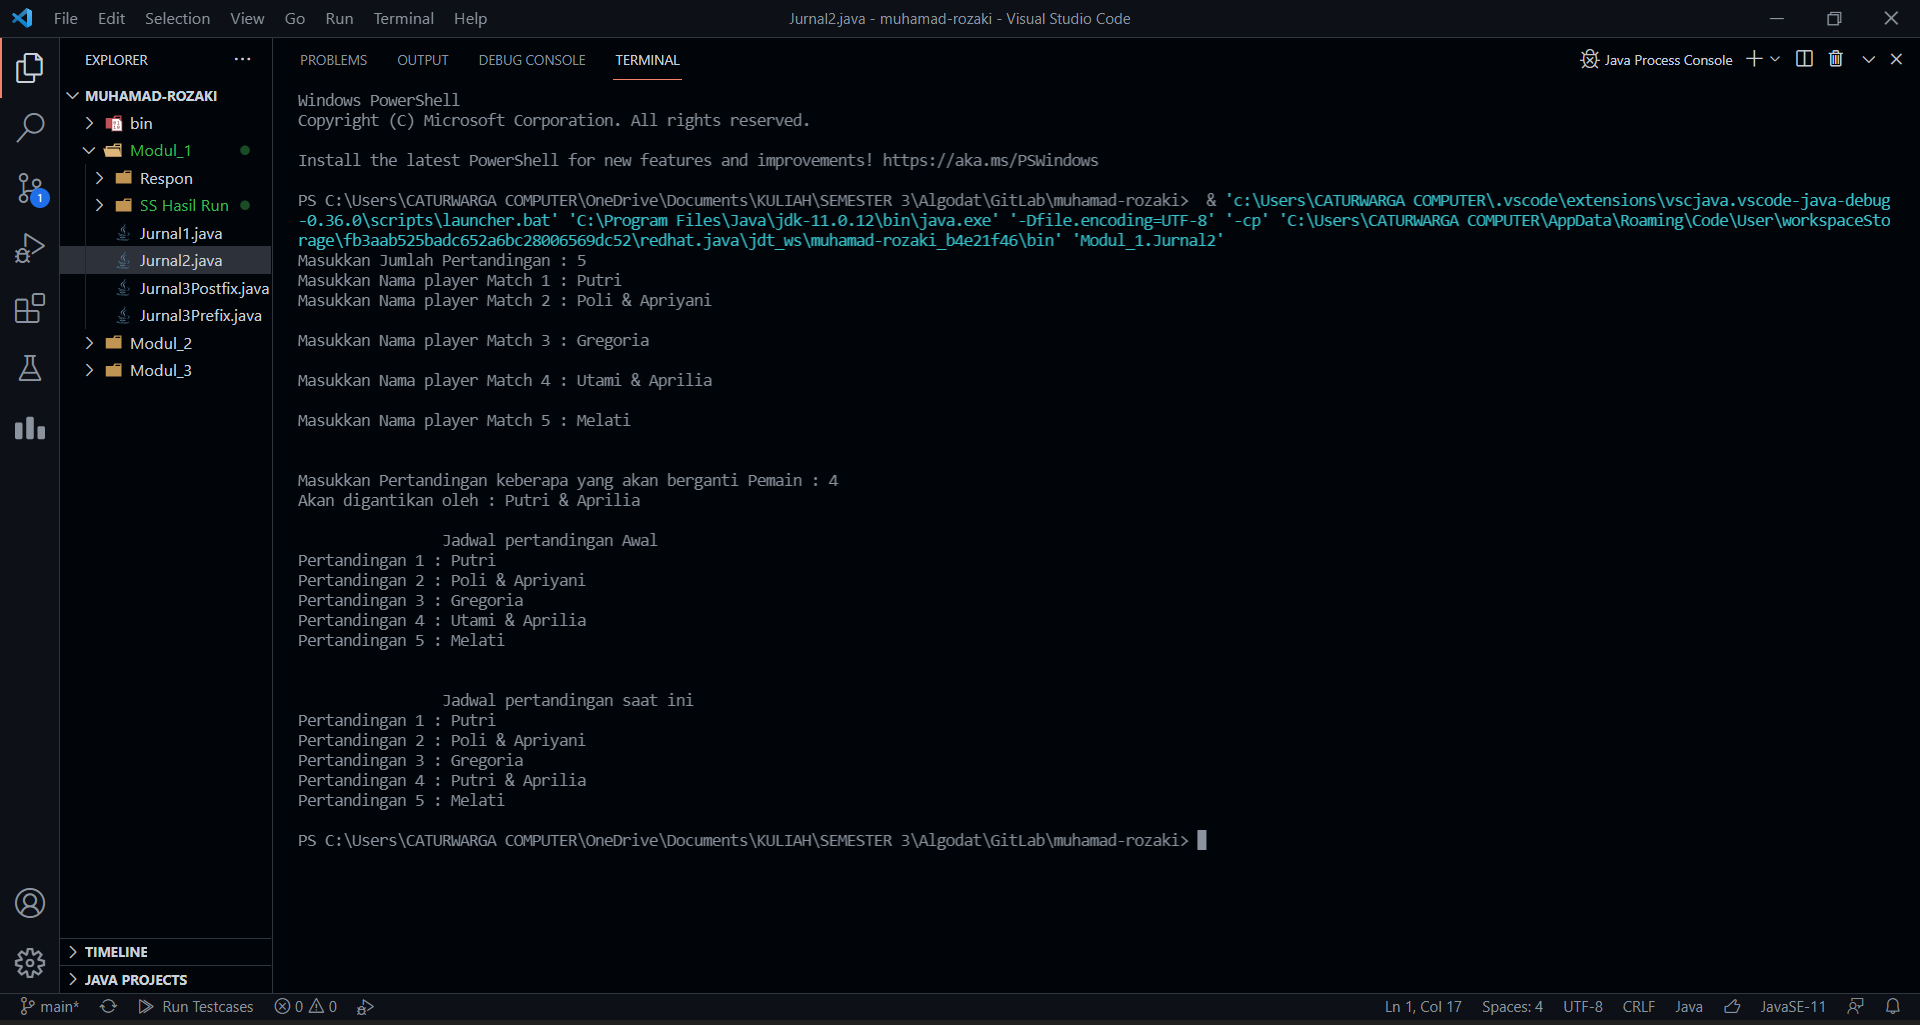 File Edit Selection View Go Run Terminal Help
Jurnal2.java - muhamad-rozaki - Visual Studio Code
EXPLORER
MUHAMAD-ROZAKI
bin
Modul_1
Respon
SS Hasil Run
Jurnal1.java
Jurnal2.java
Jurnal3Postfix.java
Jurnal3Prefix.java
Modul_2
Modul_3
TIMELINE
JAVA PROJECTS
1
PROBLEMS OUTPUT DEBUG CONSOLE TERMINAL
Java Process Console
Windows PowerShell
Copyright (C) Microsoft Corporation. All rights reserved.
Install the latest PowerShell for new features and improvements! https://aka.ms/PSWindows
PS C:\Users\CATURWARGA COMPUTER\OneDrive\Documents\KULIAH\SEMESTER 3\Algodat\GitLab\muhamad-rozaki>  & 'c:\Users\CATURWARGA COMPUTER\.vscode\extensions\vscjava.vscode-java-debug
-0.36.0\scripts\launcher.bat' 'C:\Program Files\Java\jdk-11.0.12\bin\java.exe' '-Dfile.encoding=UTF-8' '-cp' 'C:\Users\CATURWARGA COMPUTER\AppData\Roaming\Code\User\workspaceSto
rage\fb3aab525badc652a6bc28006569dc52\redhat.java\jdt_ws\muhamad-rozaki_b4e21f46\bin' 'Modul_1.Jurnal2'
Masukkan Jumlah Pertandingan : 5
Masukkan Nama player Match 1 : Putri
Masukkan Nama player Match 2 : Poli & Apriyani
Masukkan Nama player Match 3 : Gregoria
Masukkan Nama player Match 4 : Utami & Aprilia
Masukkan Nama player Match 5 : Melati
Masukkan Pertandingan keberapa yang akan berganti Pemain : 4
Akan digantikan oleh : Putri & Aprilia
Jadwal pertandingan Awal
Pertandingan 1 : Putri
Pertandingan 2 : Poli & Apriyani
Pertandingan 3 : Gregoria
Pertandingan 4 : Utami & Aprilia
Pertandingan 5 : Melati
Jadwal pertandingan saat ini
Pertandingan 1 : Putri
Pertandingan 2 : Poli & Apriyani
Pertandingan 3 : Gregoria
Pertandingan 4 : Putri & Aprilia
Pertandingan 5 : Melati
PS C:\Users\CATURWARGA COMPUTER\OneDrive\Documents\KULIAH\SEMESTER 3\Algodat\GitLab\muhamad-rozaki>
main* Run Testcases 0 0
Ln 1, Col 17 Spaces: 4 UTF-8 CRLF Java JavaSE-11